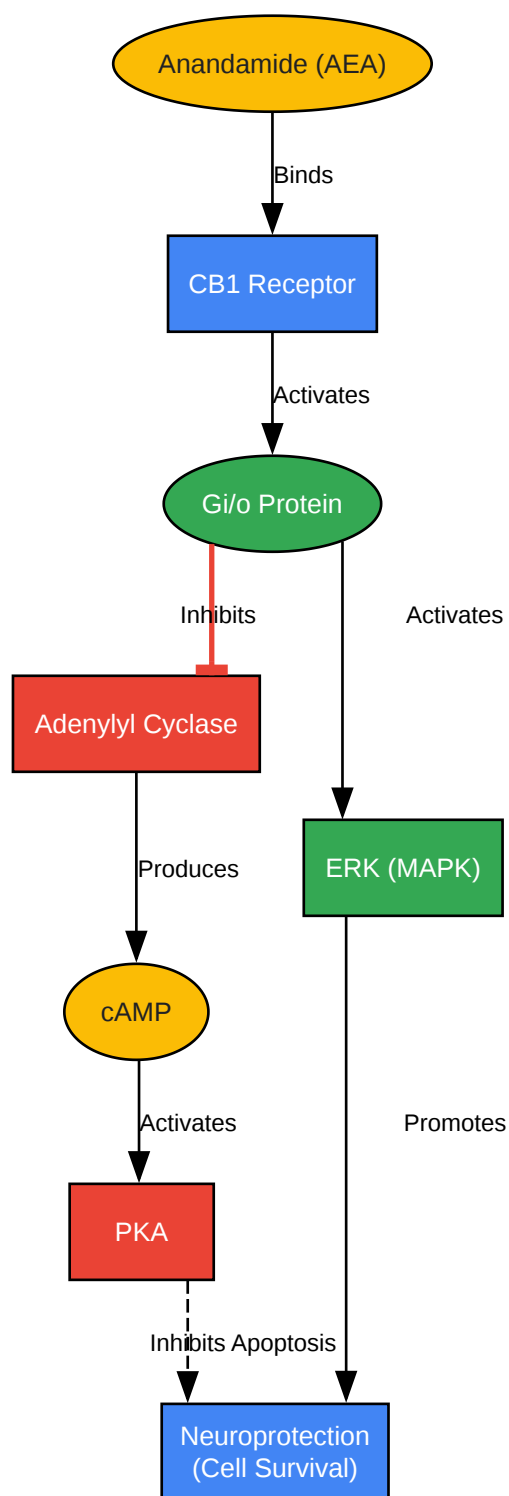 Anandamide (AEA)
Binds
CB1 Receptor
Activates
Gi/o Protein
Inhibits
Activates
Adenylyl Cyclase
Produces
ERK (MAPK)
cAMP
Activates
Promotes
PKA
Inhibits Apoptosis
Neuroprotection
(Cell Survival)